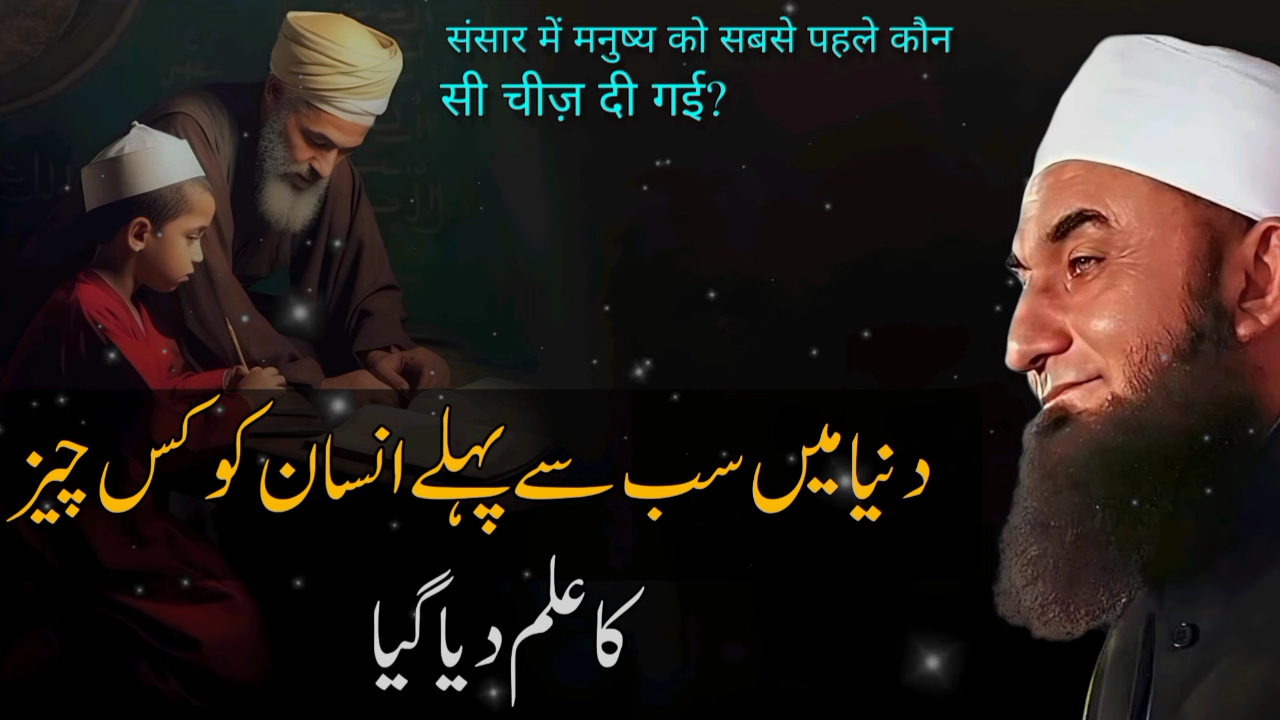 संसार में मनुष्य को सबसे पहले कौन
सी चीज़ दी गई?
دنیا میں سب سے پہلے انسان کو کس چیز
کا علم دیا گیا